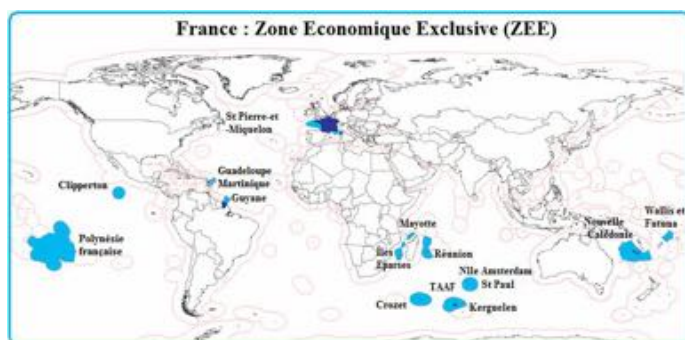 France : Zone Economique Exclusive (ZEE)
St Pierre-et
-Miquelon
Guadeloupe
Martinique
Clipperton
Guyane
Polynésie
française
Mayotte
Iles
Eparses
Réunion
Nouvelle
Calédonie
Wallis et
Futuna
Nlle Amsterdam
St Paul
TAAF
Crozet
Kerguelen